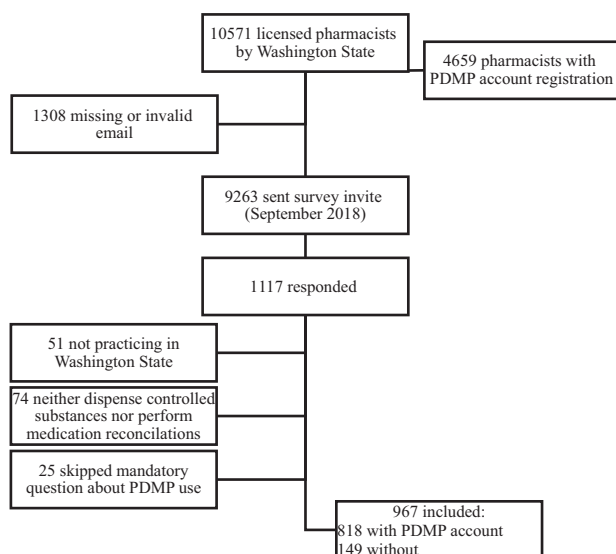 10571 licensed pharmacists
by Washington State
4659 pharmacists with
PDMP account registration
1308 missing or invalid
email
9263 sent survey invite
(September 2018)
1117 responded
51 not practicing in
Washington State
74 neither dispense controlled
substances nor perform
medication reconcilations
25 skipped mandatory
question about PDMP use
967 included:
818 with PDMP account
149 without